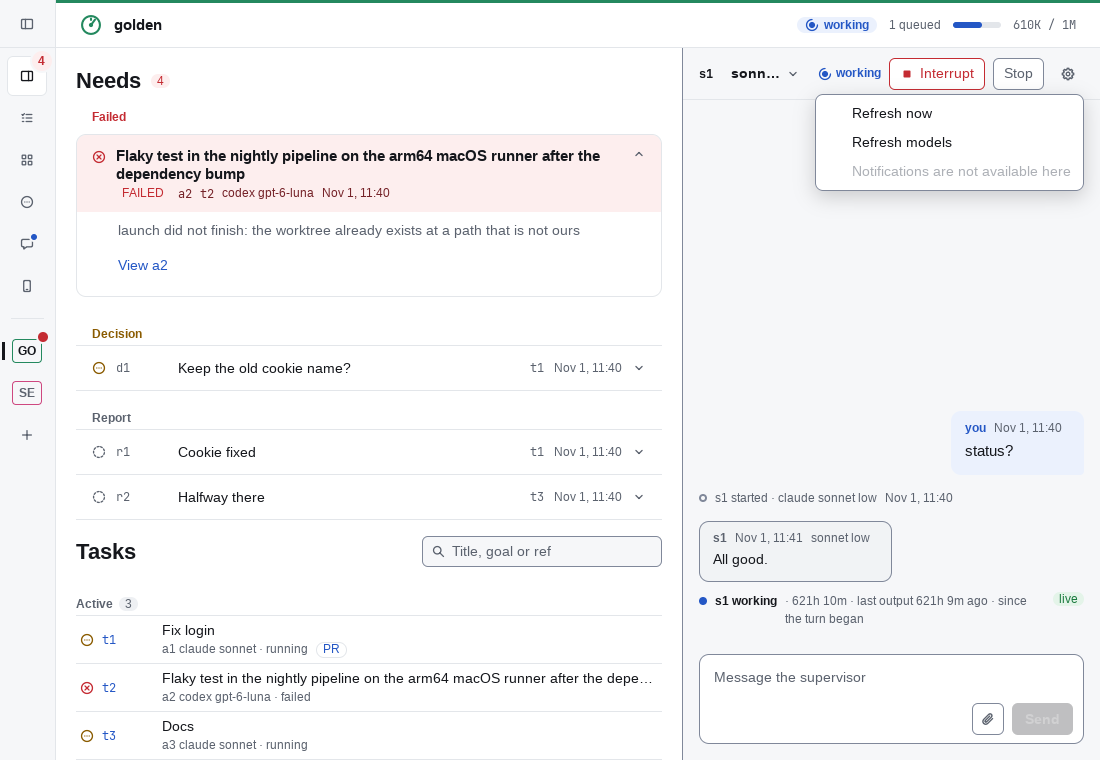 golden
working
1 queued
610K / 1M
4
GO
SE
Needs 4
Failed
Flaky test in the nightly pipeline on the arm64 macOS runner after the
dependency bump
FAILED a2 t2 codex gpt-6-luna Nov 1, 11:40
launch did not finish: the worktree already exists at a path that is not ours
View a2
Decision
d1 Keep the old cookie name? t1 Nov 1, 11:40
Report
r1 Cookie fixed t1 Nov 1, 11:40
r2 Halfway there t3 Nov 1, 11:40
Tasks
Title, goal or ref
Active 3
t1 Fix login
a1 claude sonnet · running PR
t2 Flaky test in the nightly pipeline on the arm64 macOS runner after the depe…
a2 codex gpt-6-luna · failed
t3 Docs
a3 claude sonnet · running
s1 sonn… working Interrupt Stop
Refresh now
Refresh models
Notifications are not available here
you Nov 1, 11:40
status?
s1 started · claude sonnet low Nov 1, 11:40
s1 Nov 1, 11:41 sonnet low
All good.
s1 working · 621h 10m · last output 621h 9m ago · since
the turn began
live
Message the supervisor
Send